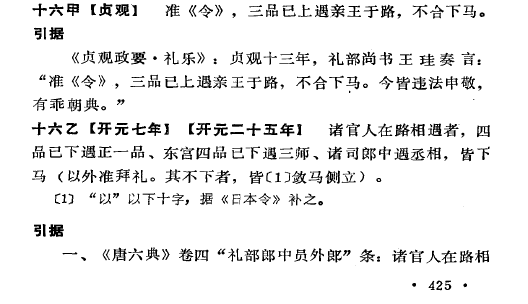 十六甲【贞观】 准《令》，三品已上遇亲王于路，不合下马。
引据
《贞观政要·礼乐》：贞观十三年，礼部尚书王珪奏言：
“准《令》，三品已上遇亲王于路，不合下马。今皆违法申敬，
有乖朝典。”
十六乙【开元七年】【开元二十五年】 诸官人在路相遇者，四
品已下遇正一品、东宫四品已下遇三师、诸司郎中遇丞相，皆下
马（以外准拜礼。其不下者，皆〔1〕敛马侧立）。
〔1〕“以”以下十字，据《日本令》补之。
引据
一、《唐六典》卷四“礼部郎中员外郎”条：诸官人在路相
· 425 ·